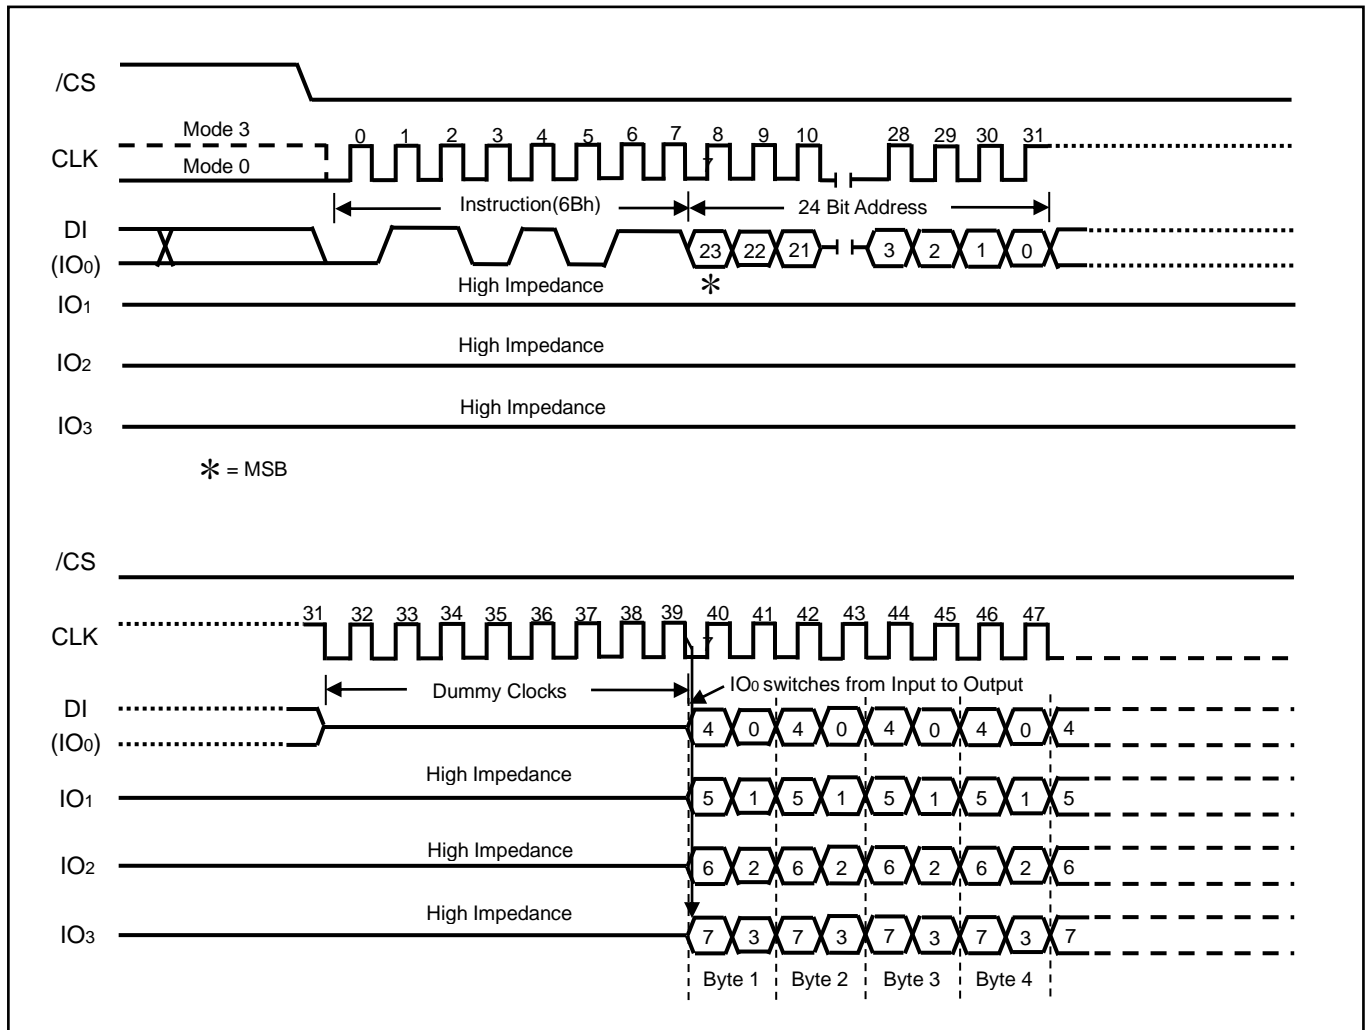 /CS
Mode 3
0 1 2 3 4 5 6 7 8 9 10 28 29 30 31
CLK
7
Mode 0
Instruction(6Bh)
24 Bit Address
DI
(IO0)
23 22 21 3 2 1 0
High Impedance
*
IO1
High Impedance
IO2
High Impedance
IO3
* = MSB
/CS
31 32 33 34 35 36 37 38 39 40 41 42 43 44 45 46 47
CLK
7
Dummy Clocks
IO0 switches from Input to Output
DI
(IO0)
4 0 4 0 4 0 4 0 4
High Impedance
IO1
5 1 5 1 5 1 5 1 5
High Impedance
IO2
6 2 6 2 6 2 6 2 6
High Impedance
IO3
7 3 7 3 7 3 7 3 7
Byte 1 Byte 2 Byte 3 Byte 4